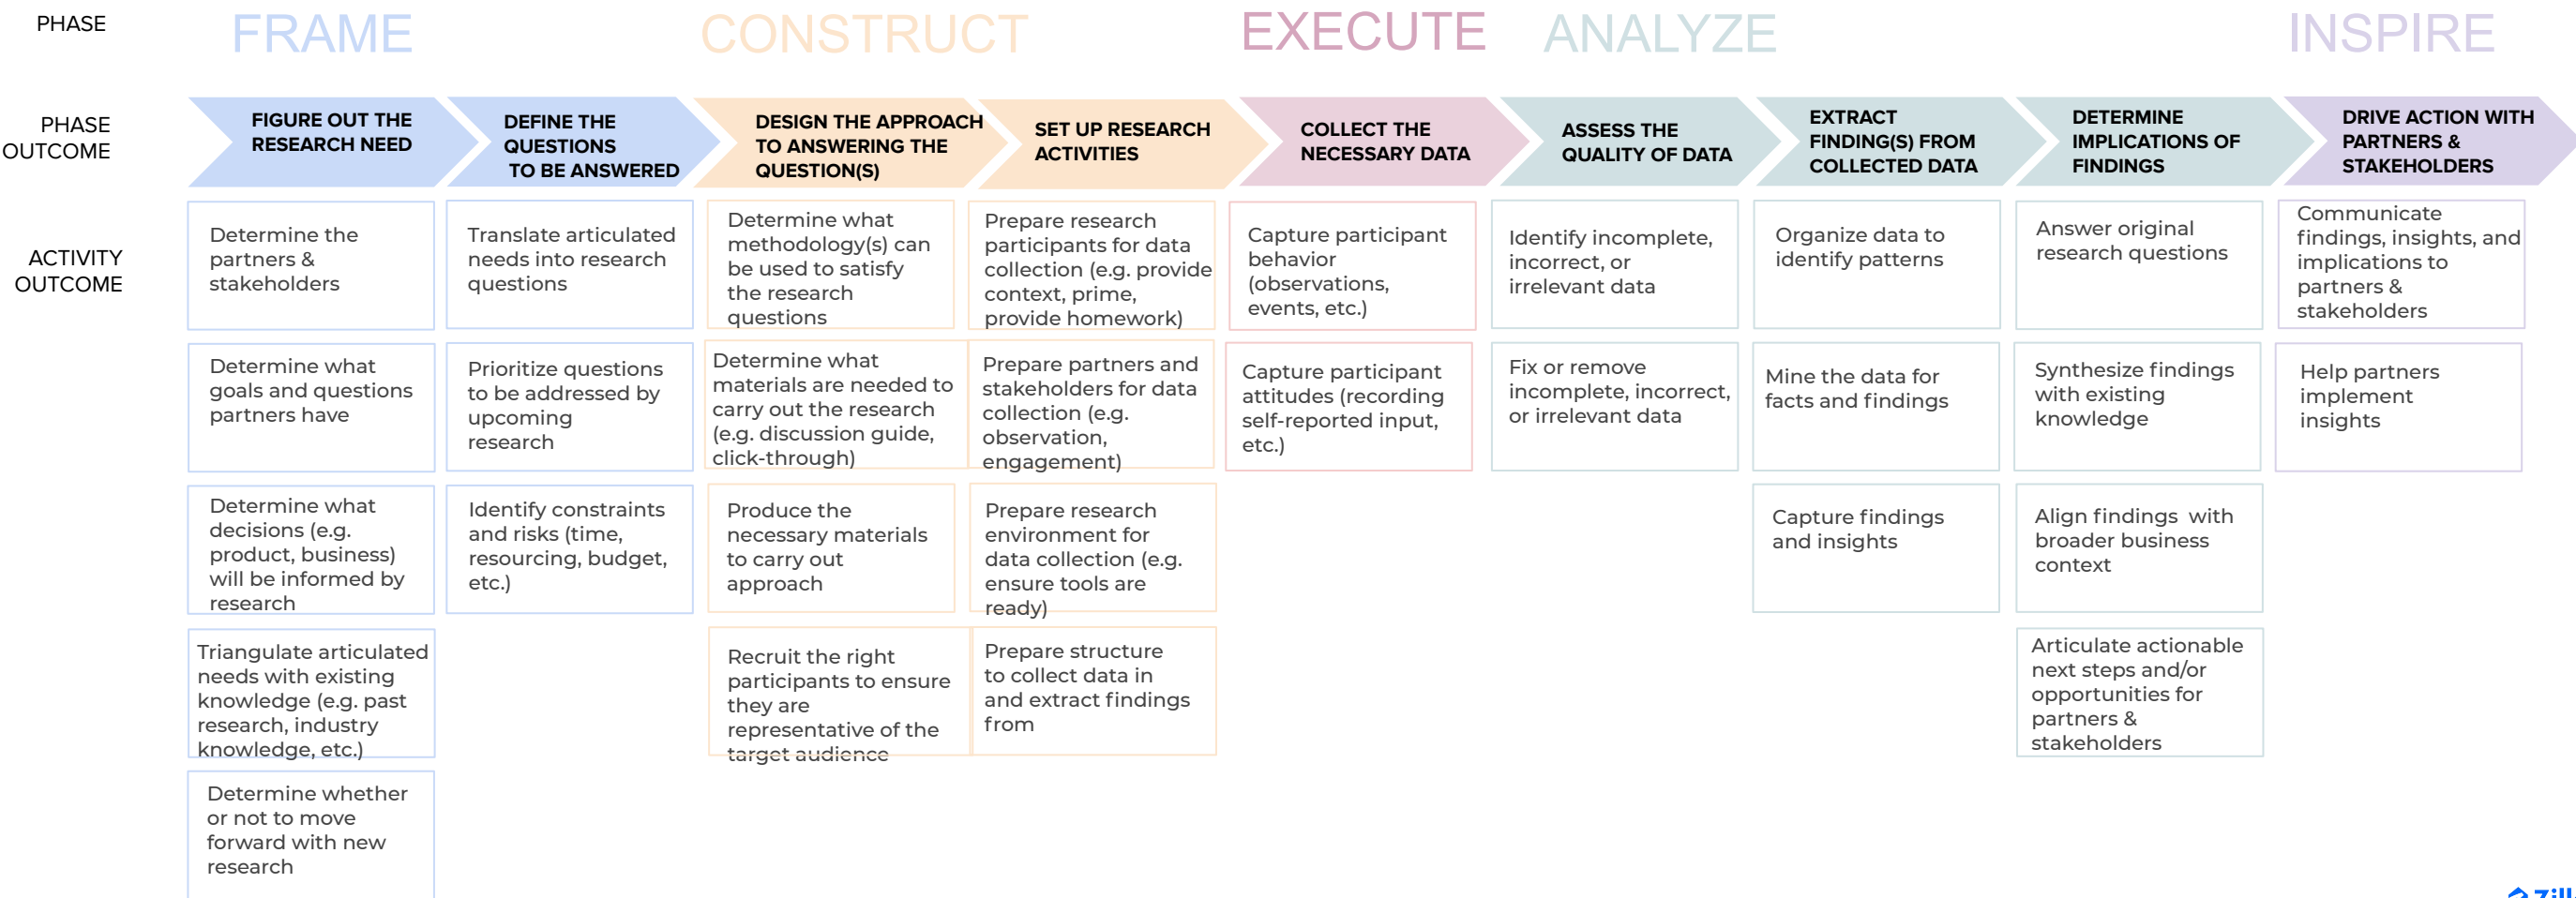 PHASE
FRAME
CONSTRUCT
EXECUTE
ANALYZE
INSPIRE
PHASE
OUTCOME
FIGURE OUT THE
RESEARCH NEED
DEFINE THE
QUESTIONS
TO BE ANSWERED
DESIGN THE APPROACH
TO ANSWERING THE
QUESTION(S)
SET UP RESEARCH
ACTIVITIES
COLLECT THE
NECESSARY DATA
ASSESS THE
QUALITY OF DATA
EXTRACT
FINDING(S) FROM
COLLECTED DATA
DETERMINE
IMPLICATIONS OF
FINDINGS
DRIVE ACTION WITH
PARTNERS &
STAKEHOLDERS
ACTIVITY
OUTCOME
Determine the
partners &
stakeholders
Translate articulated
needs into research
questions
Determine what
methodology(s) can
be used to satisfy
the research
questions
Prepare research
participants for data
collection (e.g. provide
context, prime,
provide homework)
Capture participant
behavior
(observations,
events, etc.)
Identify incomplete,
incorrect, or
irrelevant data
Organize data to
identify patterns
Answer original
research questions
Communicate
findings, insights, and
implications to
partners &
stakeholders
Determine what
goals and questions
partners have
Prioritize questions
to be addressed by
upcoming
research
Determine what
materials are needed to
carry out the research
(e.g. discussion guide,
click-through)
Prepare partners and
stakeholders for data
collection (e.g.
observation,
engagement)
Capture participant
attitudes (recording
self-reported input,
etc.)
Fix or remove
incomplete, incorrect,
or irrelevant data
Mine the data for
facts and findings
Synthesize findings
with existing
knowledge
Help partners
implement
insights
Determine what
decisions (e.g.
product, business)
will be informed by
research
Identify constraints
and risks (time,
resourcing, budget,
etc.)
Produce the
necessary materials
to carry out
approach
Prepare research
environment for
data collection (e.g.
ensure tools are
ready)
Capture findings
and insights
Align findings with
broader business
context
Triangulate articulated
needs with existing
knowledge (e.g. past
research, industry
knowledge, etc.)
Recruit the right
participants to ensure
they are
representative of the
target audience
Prepare structure
to collect data in
and extract findings
from
Articulate actionable
next steps and/or
opportunities for
partners &
stakeholders
Determine whether
or not to move
forward with new
research